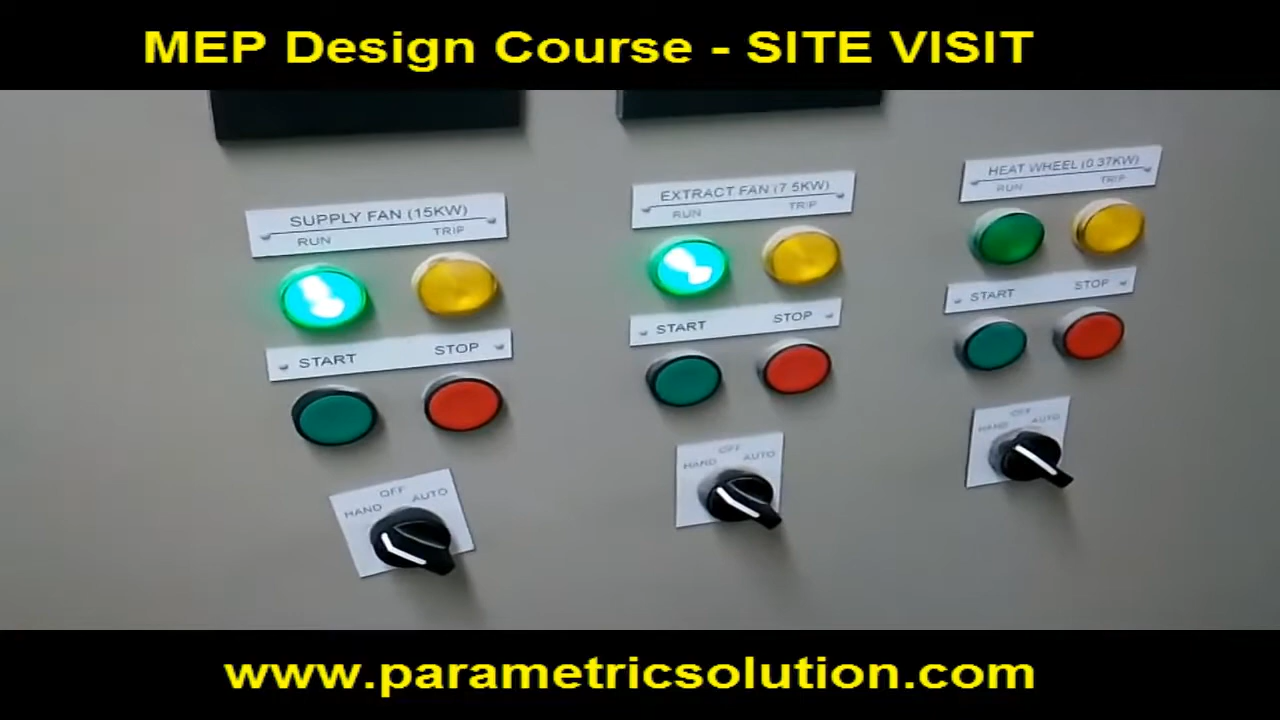 MEP Design Course - SITE VISIT
SUPPLY FAN (15KW)
RUN TRIP
START STOP
OFF
HAND AUTO
EXTRACT FAN (7.5KW)
RUN TRIP
START STOP
OFF
HAND AUTO
HEAT WHEEL (0.37KW)
RUN TRIP
START STOP
OFF
HAND AUTO
www.parametricsolution.com